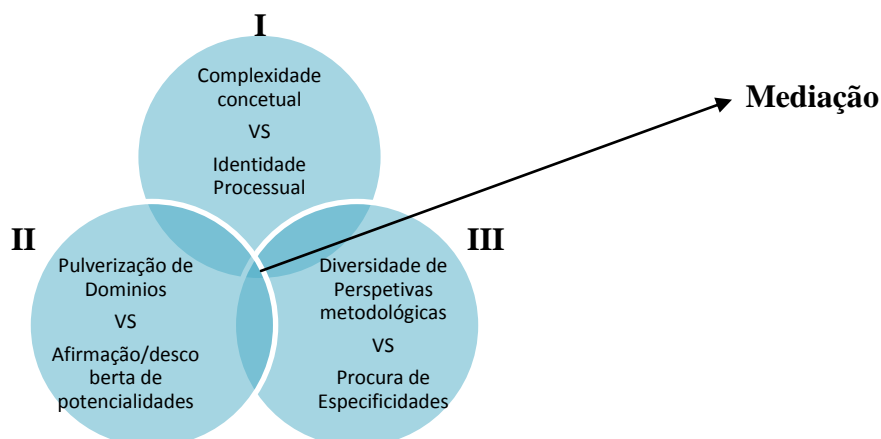 I
Complexidade
concetual
VS
Identidade
Processual
Mediação
II
Pulverização de
Dominios
VS
Afirmação/desco
berta de
potencialidades
III
Diversidade de
Perspetivas
metodológicas
VS
Procura de
Especificidades